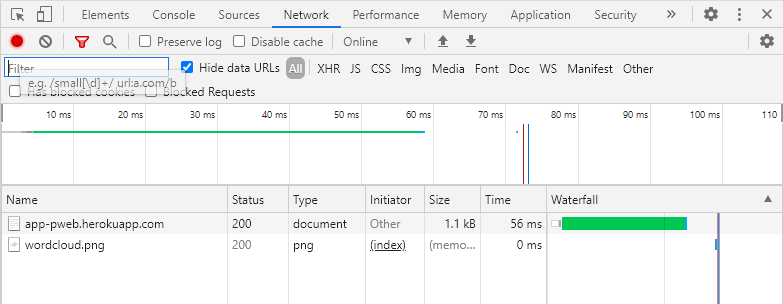 Elements Console Sources Network Performance Memory Application Security »
Preserve log Disable cache Online
Filter Hide data URLs All XHR JS CSS Img Media Font Doc WS Manifest Other
e.g. /small[\d]+/ url:a.com/b
Has blocked cookies Blocked Requests
10 ms 20 ms 30 ms 40 ms 50 ms 60 ms 70 ms 80 ms 90 ms 100 ms 110
Name Status Type Initiator Size Time Waterfall
app-pweb.herokuapp.com 200 document Other 1.1 kB 56 ms
wordcloud.png 200 png (index) (memo... 0 ms